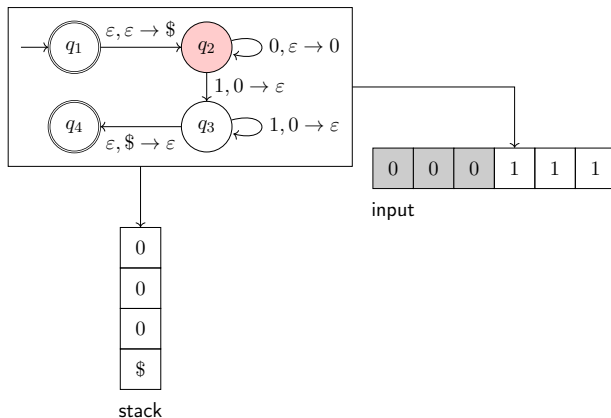 ε, ε → $
q1 q2 0, ε → 0
1, 0 → ε
q4 q3 1, 0 → ε
ε, $ → ε
0 0 0 1 1 1
input
0
0
0
$
stack